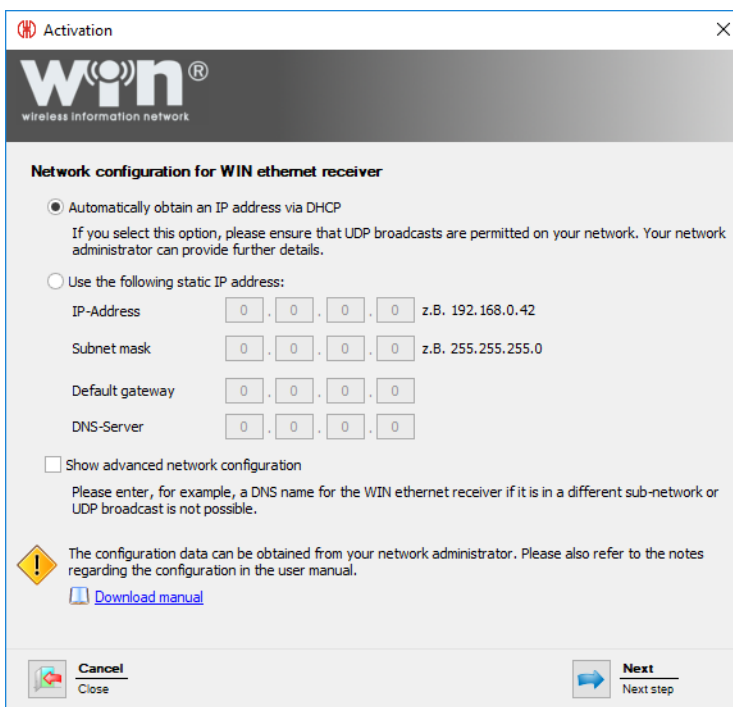 Activation
WIN®
wireless information network
Network configuration for WIN ethernet receiver
Automatically obtain an IP address via DHCP
If you select this option, please ensure that UDP broadcasts are permitted on your network. Your network
administrator can provide further details.
Use the following static IP address:
IP-Address 0 . 0 . 0 . 0 z.B. 192.168.0.42
Subnet mask 0 . 0 . 0 . 0 z.B. 255.255.255.0
Default gateway 0 . 0 . 0 . 0
DNS-Server 0 . 0 . 0 . 0
Show advanced network configuration
Please enter, for example, a DNS name for the WIN ethernet receiver if it is in a different sub-network or
UDP broadcast is not possible.
The configuration data can be obtained from your network administrator. Please also refer to the notes
regarding the configuration in the user manual.
Download manual
Cancel
Close
Next
Next step